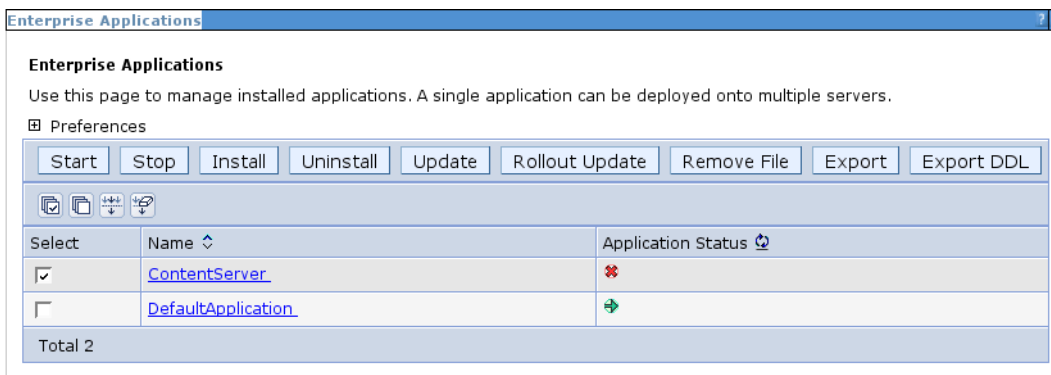 Enterprise Applications ?
Enterprise Applications
Use this page to manage installed applications. A single application can be deployed onto multiple servers.
Preferences
Start Stop Install Uninstall Update Rollout Update Remove File Export Export DDL
Select Name Application Status
ContentServer
DefaultApplication
Total 2